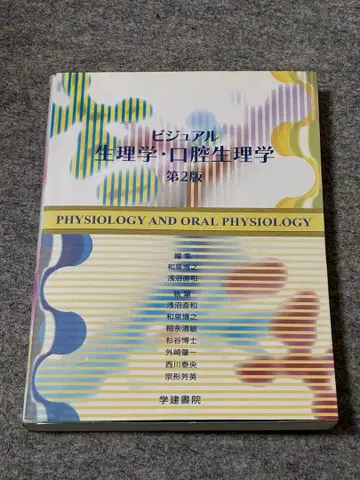 ビジュアル
生理学・口腔生理学
第2版
PHYSIOLOGY AND ORAL PHYSIOLOGY
編集
和泉博之
浅沼直和
執筆
浅沼直和
和泉博之
稲永清敏
杉谷博士
外崎肇一
西川泰央
宗形芳英
学建書院